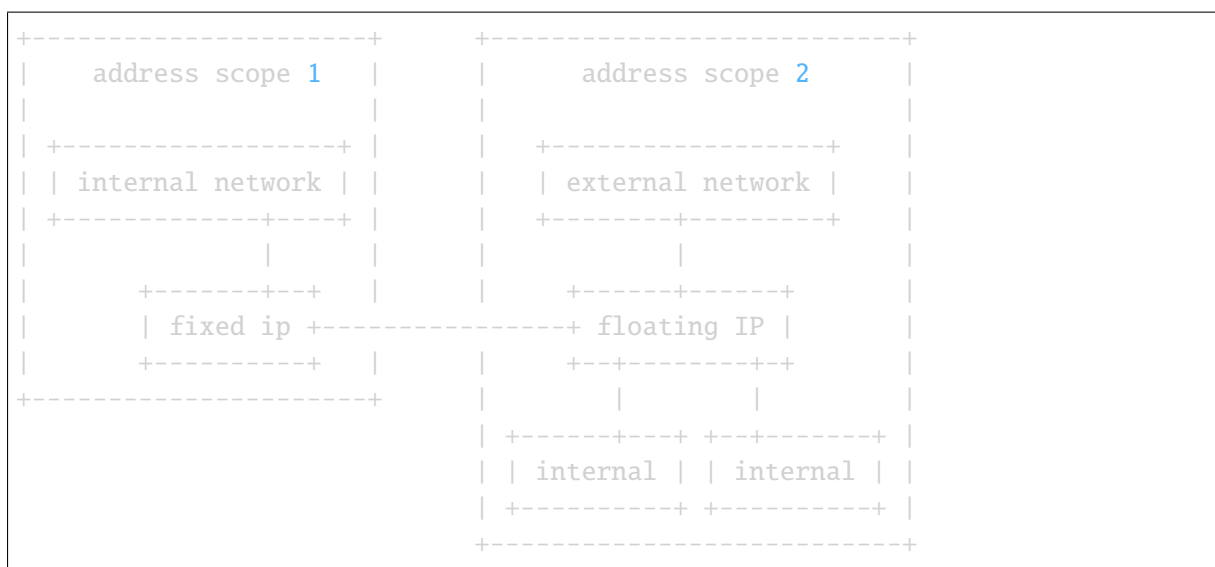 +----------------------+      +---------------------------+
|    address scope 1   |      |      address scope 2      |
|                      |      |                           |
| +------------------+ |      |   +------------------+    |
| | internal network | |      |   | external network |    |
| +-------------+----+ |      |   +--------+---------+    |
|               |      |      |            |              |
|       +-------+--+   |      |     +------+------+       |
|       | fixed ip +----------------+ floating IP |       |
|       +----------+   |      |     +--+--------+-+       |
+----------------------+      |        |        |         |
                              | +------+---+ +--+-------+ |
                              | | internal | | internal | |
                              | +----------+ +----------+ |
                              +---------------------------+